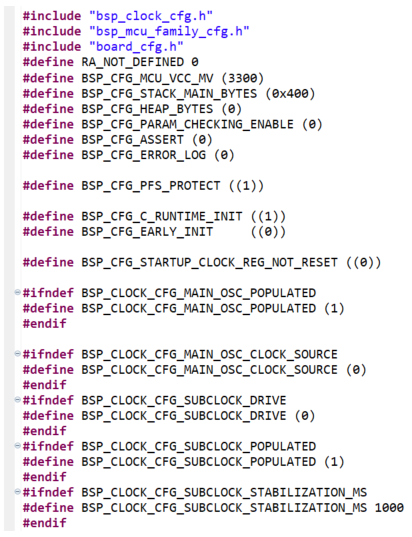 #include "bsp_clock_cfg.h"
#include "bsp_mcu_family_cfg.h"
#include "board_cfg.h"
#define RA_NOT_DEFINED 0
#define BSP_CFG_MCU_VCC_MV (3300)
#define BSP_CFG_STACK_MAIN_BYTES (0x400)
#define BSP_CFG_HEAP_BYTES (0)
#define BSP_CFG_PARAM_CHECKING_ENABLE (0)
#define BSP_CFG_ASSERT (0)
#define BSP_CFG_ERROR_LOG (0)
#define BSP_CFG_PFS_PROTECT ((1))
#define BSP_CFG_C_RUNTIME_INIT ((1))
#define BSP_CFG_EARLY_INIT     ((0))
#define BSP_CFG_STARTUP_CLOCK_REG_NOT_RESET ((0))
#ifndef BSP_CLOCK_CFG_MAIN_OSC_POPULATED
#define BSP_CLOCK_CFG_MAIN_OSC_POPULATED (1)
#endif
#ifndef BSP_CLOCK_CFG_MAIN_OSC_CLOCK_SOURCE
#define BSP_CLOCK_CFG_MAIN_OSC_CLOCK_SOURCE (0)
#endif
#ifndef BSP_CLOCK_CFG_SUBCLOCK_DRIVE
#define BSP_CLOCK_CFG_SUBCLOCK_DRIVE (0)
#endif
#ifndef BSP_CLOCK_CFG_SUBCLOCK_POPULATED
#define BSP_CLOCK_CFG_SUBCLOCK_POPULATED (1)
#endif
#ifndef BSP_CLOCK_CFG_SUBCLOCK_STABILIZATION_MS
#define BSP_CLOCK_CFG_SUBCLOCK_STABILIZATION_MS 1000
#endif